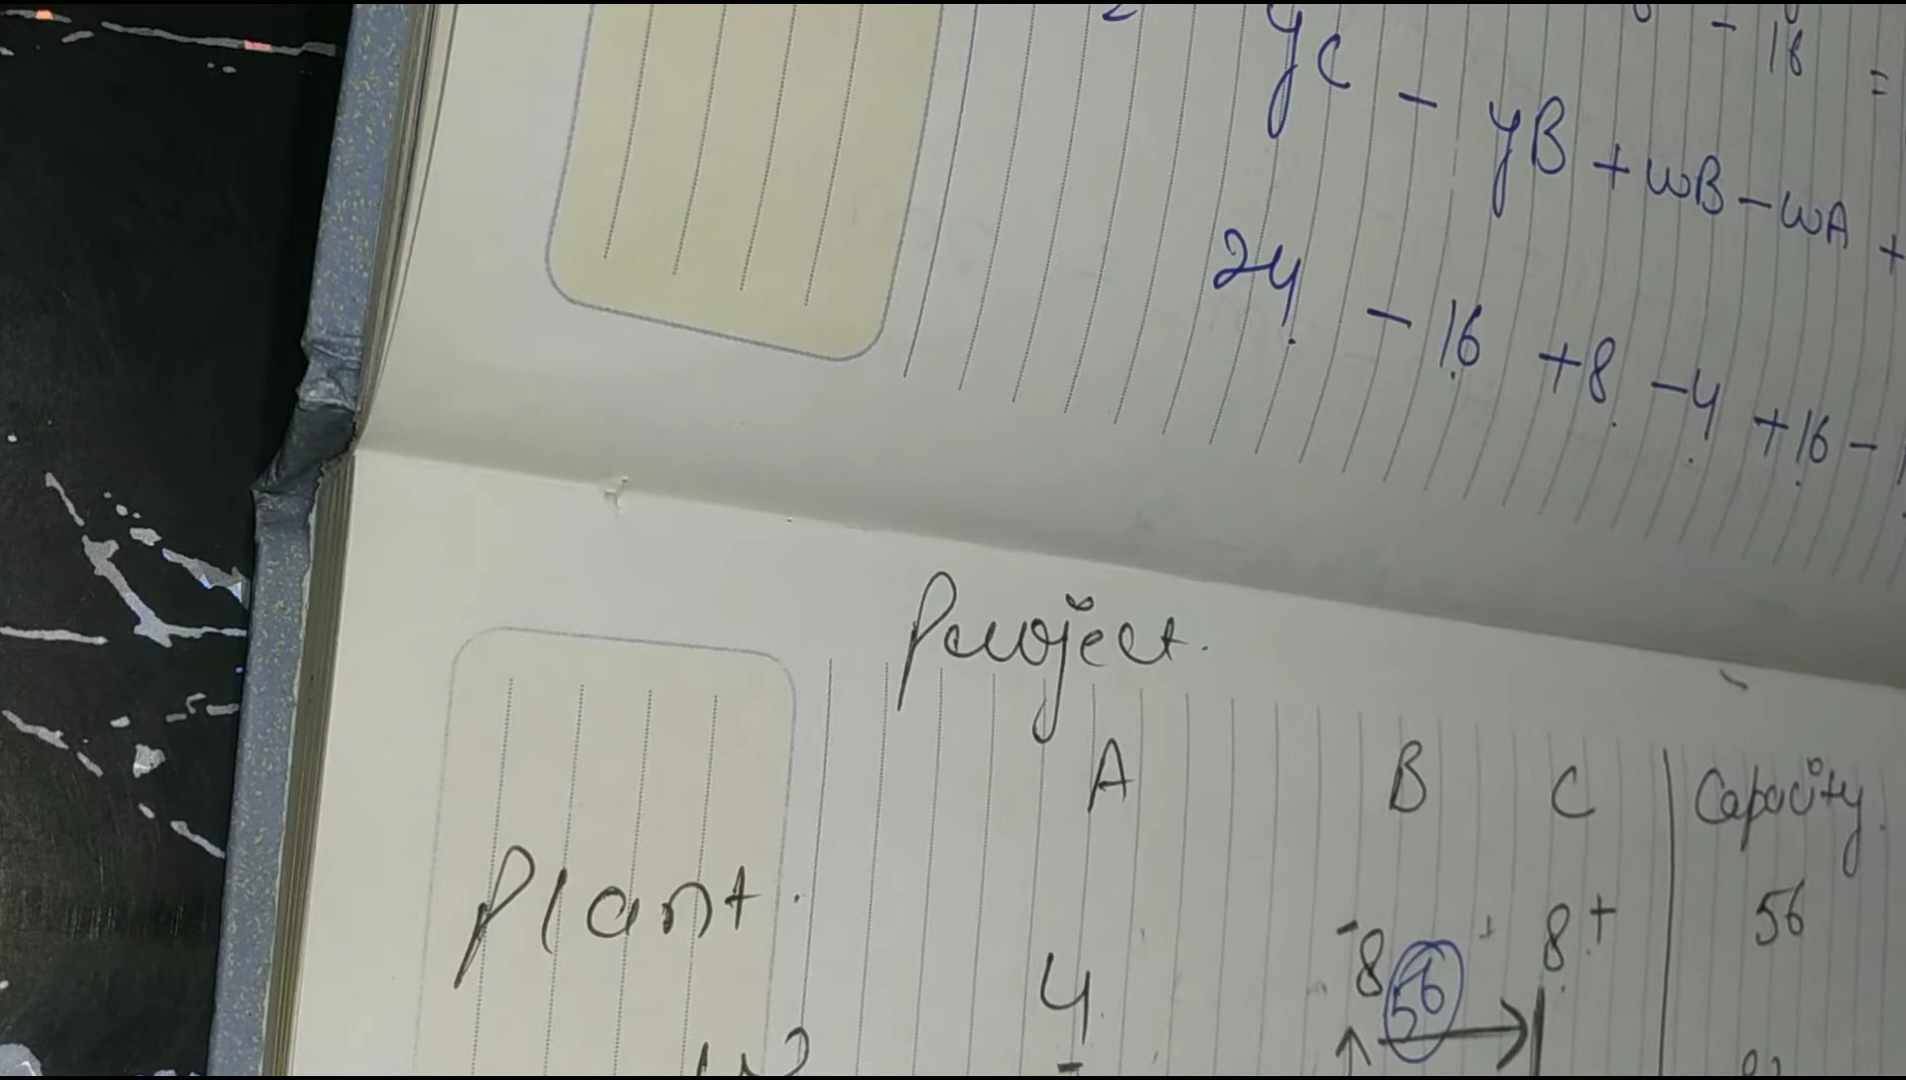 - 18 =
yC - yB + wB - wA +
24 - 16 + 8 - 4 + 16 -
Project.
A B C Capacity
Plant.
4 -8 56 + 8 + 56
W